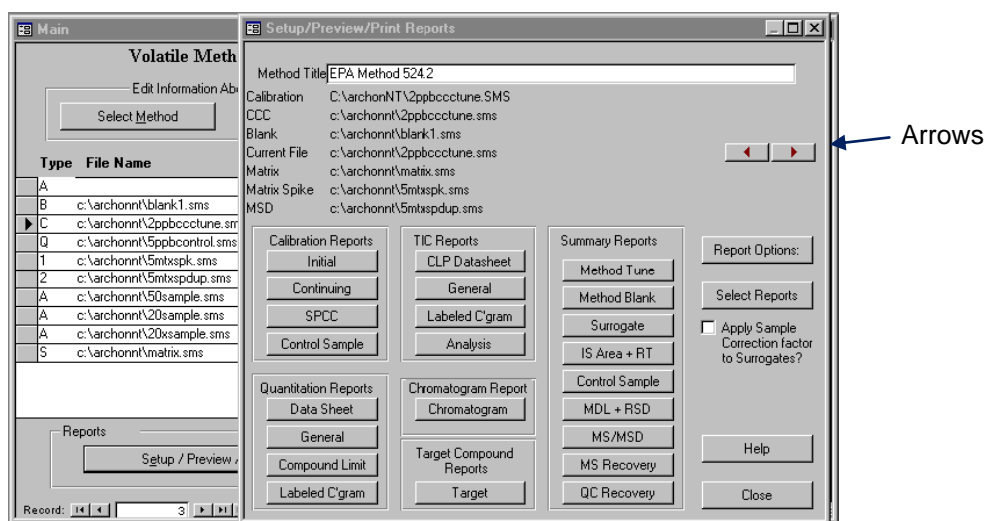 Main
Volatile Meth
Edit Information Ab
Select Method
Type File Name
A
B c:\archonnt\blank1.sms
C c:\archonnt\2ppbccctune.sm
Q c:\archonnt\5ppbcontrol.sms
1 c:\archonnt\5mtxspk.sms
2 c:\archonnt\5mtxspdup.sms
A c:\archonnt\50sample.sms
A c:\archonnt\20sample.sms
A c:\archonnt\20xsample.sms
S c:\archonnt\matrix.sms
Reports
Setup / Preview
Record: 3
Setup/Preview/Print Reports
Method Title EPA Method 524.2
Calibration C:\archonNT\2ppbccctune.SMS
CCC c:\archonnt\2ppbccctune.sms
Blank c:\archonnt\blank1.sms
Current File c:\archonnt\2ppbccctune.sms
Matrix c:\archonnt\matrix.sms
Matrix Spike c:\archonnt\5mtxspk.sms
MSD c:\archonnt\5mtxspdup.sms
Arrows
Calibration Reports
Initial
Continuing
SPCC
Control Sample
TIC Reports
CLP Datasheet
General
Labeled C'gram
Analysis
Quantitation Reports
Data Sheet
General
Compound Limit
Labeled C'gram
Chromatogram Report
Chromatogram
Target Compound
Reports
Target
Summary Reports
Method Tune
Method Blank
Surrogate
IS Area + RT
Control Sample
MDL + RSD
MS/MSD
MS Recovery
QC Recovery
Report Options:
Select Reports
Apply Sample
Correction factor
to Surrogates?
Help
Close